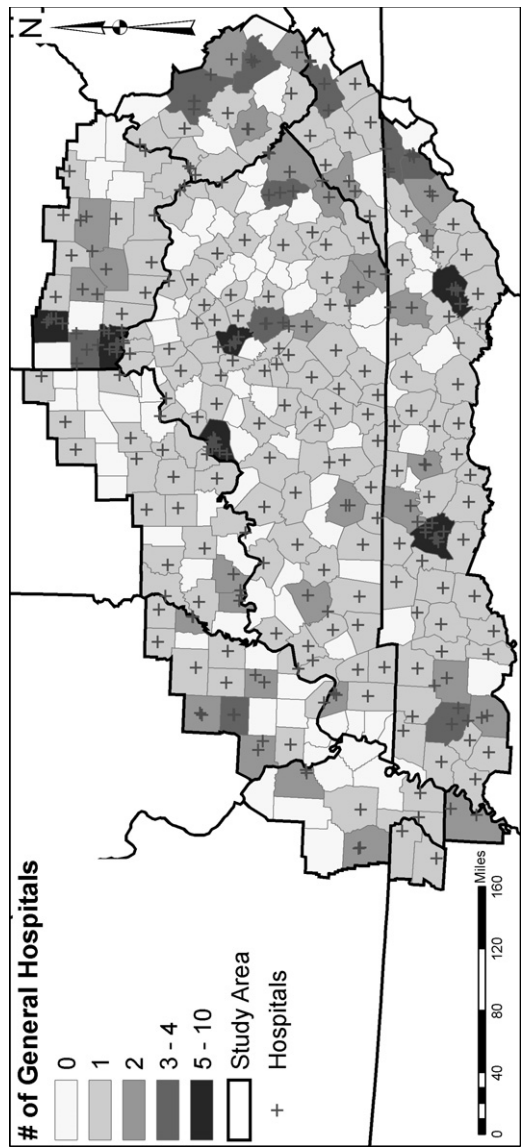 # of General Hospitals
0
1
2
3 - 4
5 - 10
Study Area
Hospitals
N
0 40 80 120 160
Miles